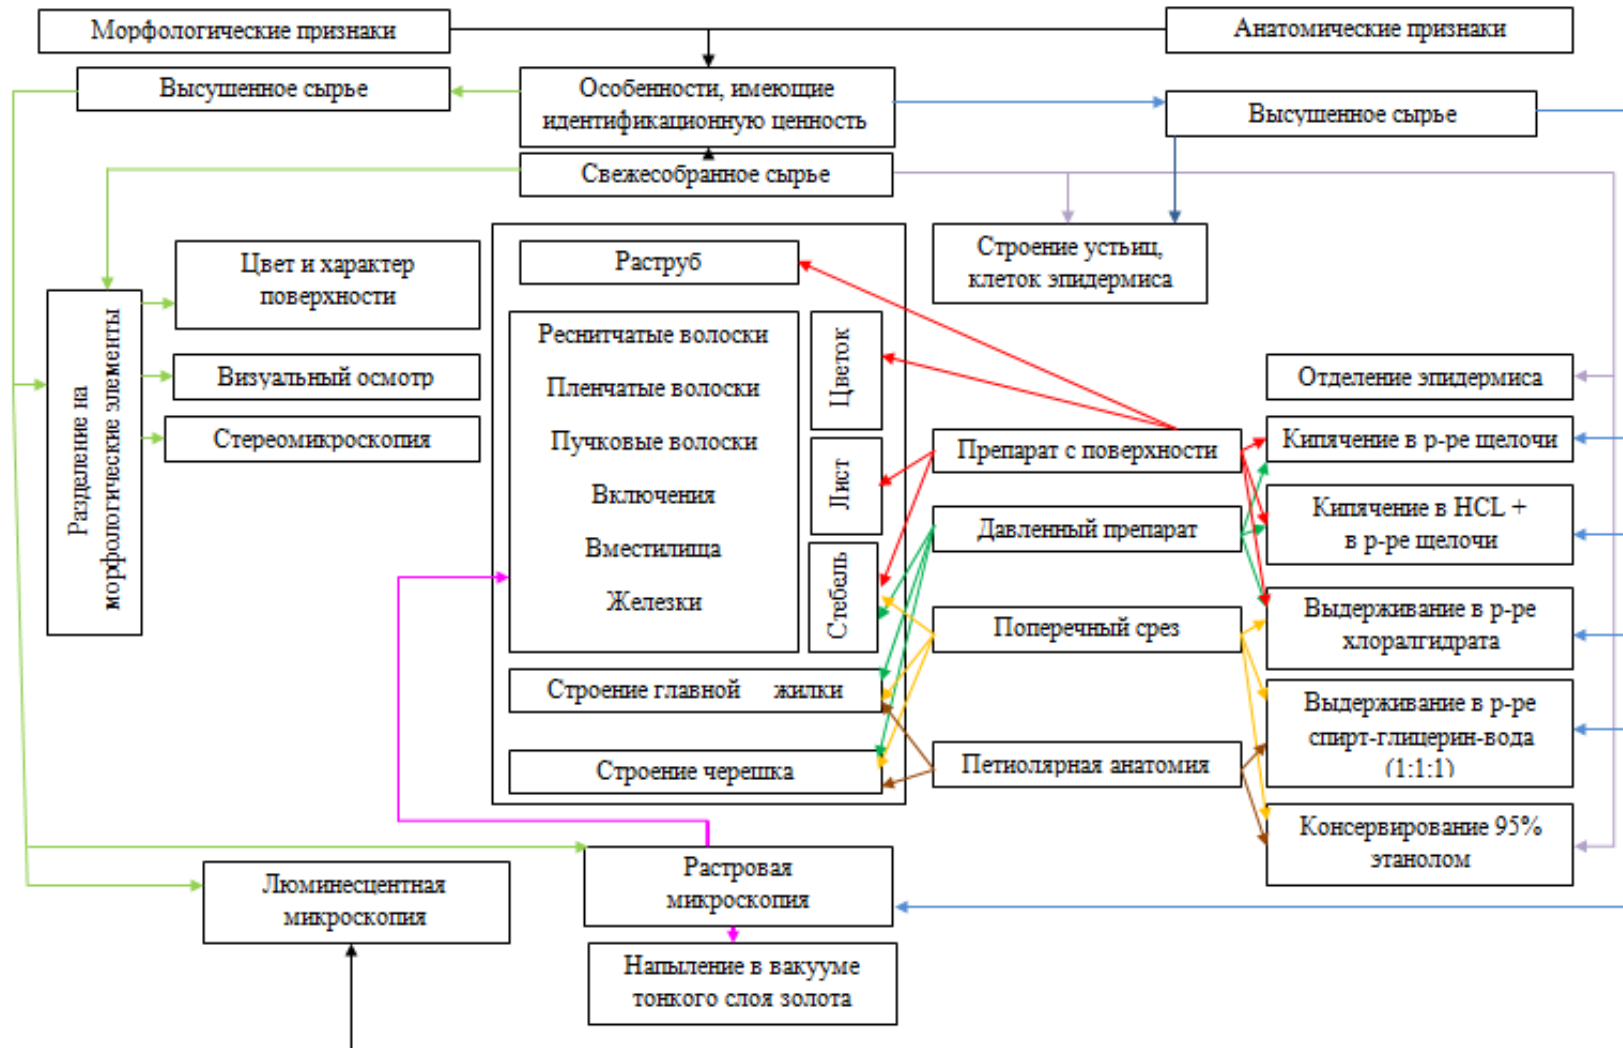 Морфологические признаки
Анатомические признаки
Высушенное сырье
Особенности, имеющие
идентификационную ценность
Высушенное сырье
Свежесобранное сырье
Цвет и характер
поверхности
Раструб
Строение устьиц,
клеток эпидермиса
Разделение на
морфологические элементы
Визуальный осмотр
Стереомикроскопия
Реснитчатые волоски
Пленчатые волоски
Пучковые волоски
Включения
Вместилища
Железки
Цветок
Лист
Стебель
Отделение эпидермиса
Препарат с поверхности
Кипячение в р-ре щелочи
Давленный препарат
Кипячение в HCL +
в р-ре щелочи
Поперечный срез
Выдерживание в р-ре
хлоралгидрата
Строение главной жилки
Выдерживание в р-ре
спирт-глицерин-вода
(1:1:1)
Строение черешка
Петиолярная анатомия
Консервирование 95%
этанолом
Люминесцентная
микроскопия
Растровая
микроскопия
Напыление в вакууме
тонкого слоя золота